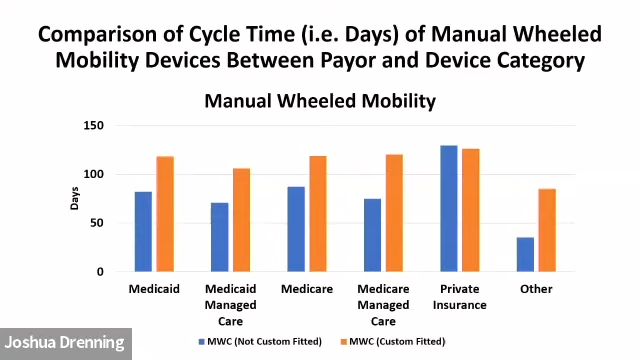 Comparison of Cycle Time (i.e. Days) of Manual Wheeled
Mobility Devices Between Payor and Device Category
Manual Wheeled Mobility
150
100
50
0
Days
Medicaid
Medicaid
Managed
Care
Medicare
Medicare
Managed
Care
Private
Insurance
Other
MWC (Not Custom Fitted)
MWC (Custom Fitted)
Joshua Drenning